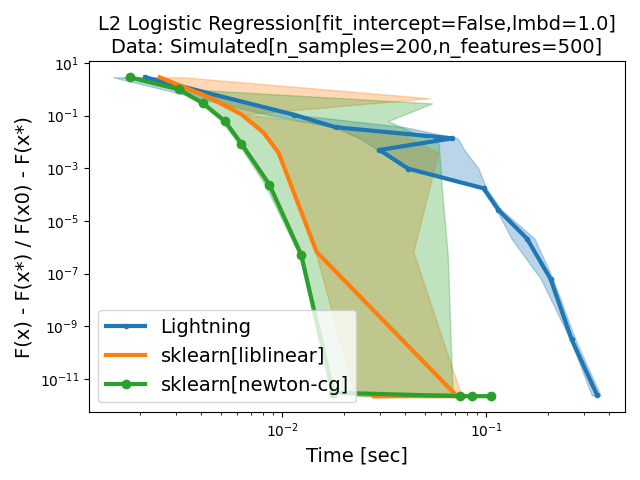 L2 Logistic Regression[fit_intercept=False,lmbd=1.0]
Data: Simulated[n_samples=200,n_features=500]
F(x) - F(x*) / F(x0) - F(x*)
10¹
10⁻¹
10⁻³
10⁻⁵
10⁻⁷
10⁻⁹
10⁻¹¹
Lightning
sklearn[liblinear]
sklearn[newton-cg]
10⁻² 10⁻¹
Time [sec]